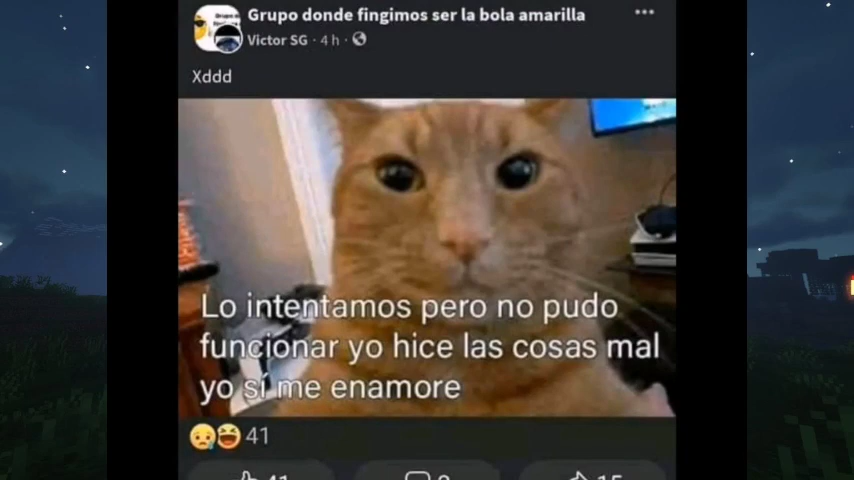 Grupo donde fingimos ser la bola amarilla
Victor SG · 4 h ·
Xddd
Lo intentamos pero no pudo
funcionar yo hice las cosas mal
yo sí me enamore
41